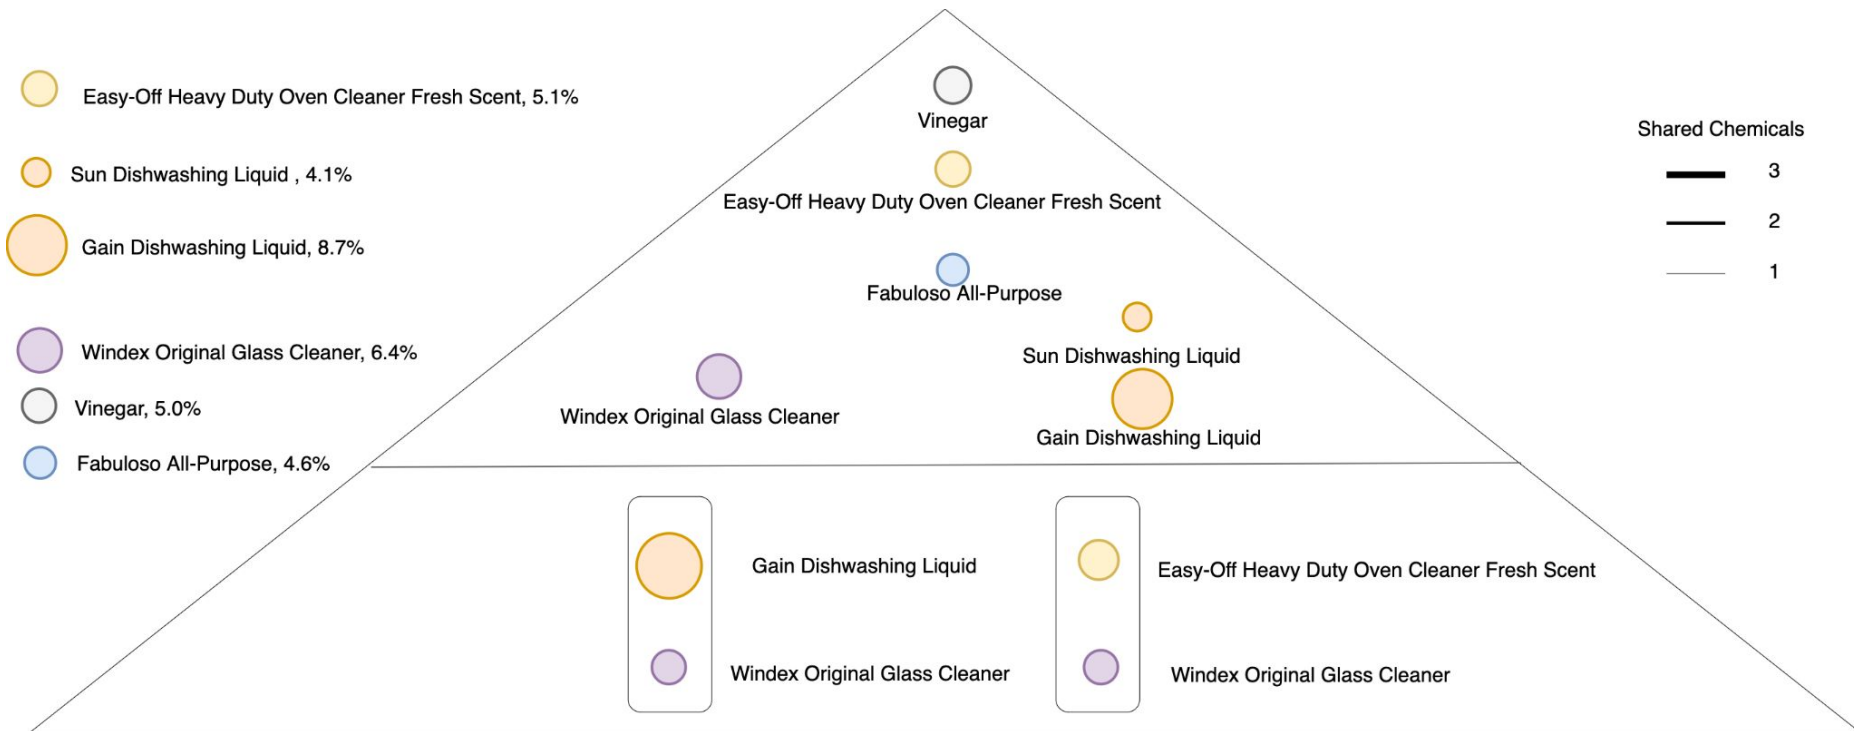 Easy-Off Heavy Duty Oven Cleaner Fresh Scent, 5.1%
Sun Dishwashing Liquid , 4.1%
Gain Dishwashing Liquid, 8.7%
Windex Original Glass Cleaner, 6.4%
Vinegar, 5.0%
Fabuloso All-Purpose, 4.6%
Vinegar
Easy-Off Heavy Duty Oven Cleaner Fresh Scent
Fabuloso All-Purpose
Sun Dishwashing Liquid
Windex Original Glass Cleaner
Gain Dishwashing Liquid
Shared Chemicals
3
2
1
Gain Dishwashing Liquid
Windex Original Glass Cleaner
Easy-Off Heavy Duty Oven Cleaner Fresh Scent
Windex Original Glass Cleaner